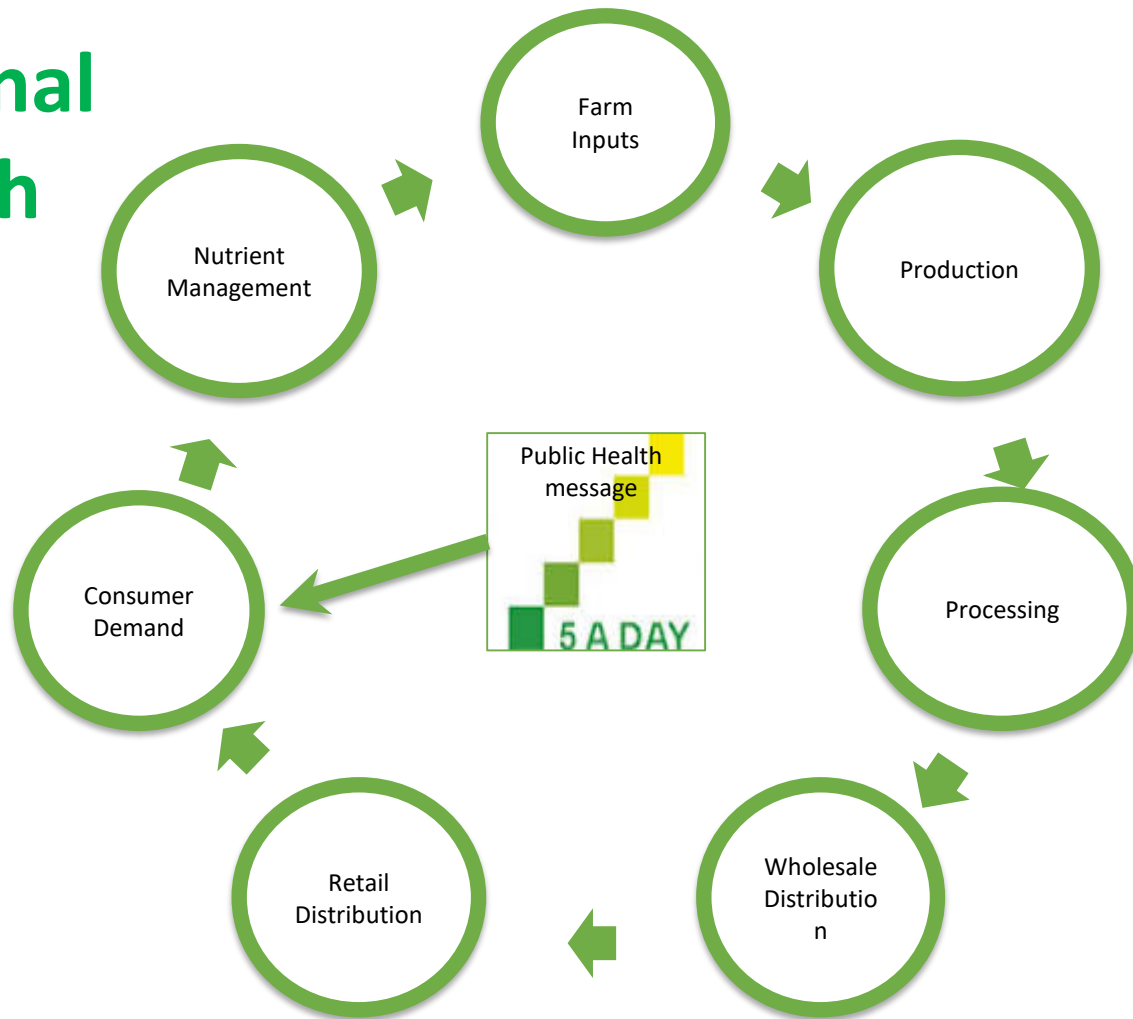 nal
h
Farm
Inputs
Nutrient
Management
Production
Public Health
message
5 A DAY
Consumer
Demand
Processing
Retail
Distribution
Wholesale
Distributio
n